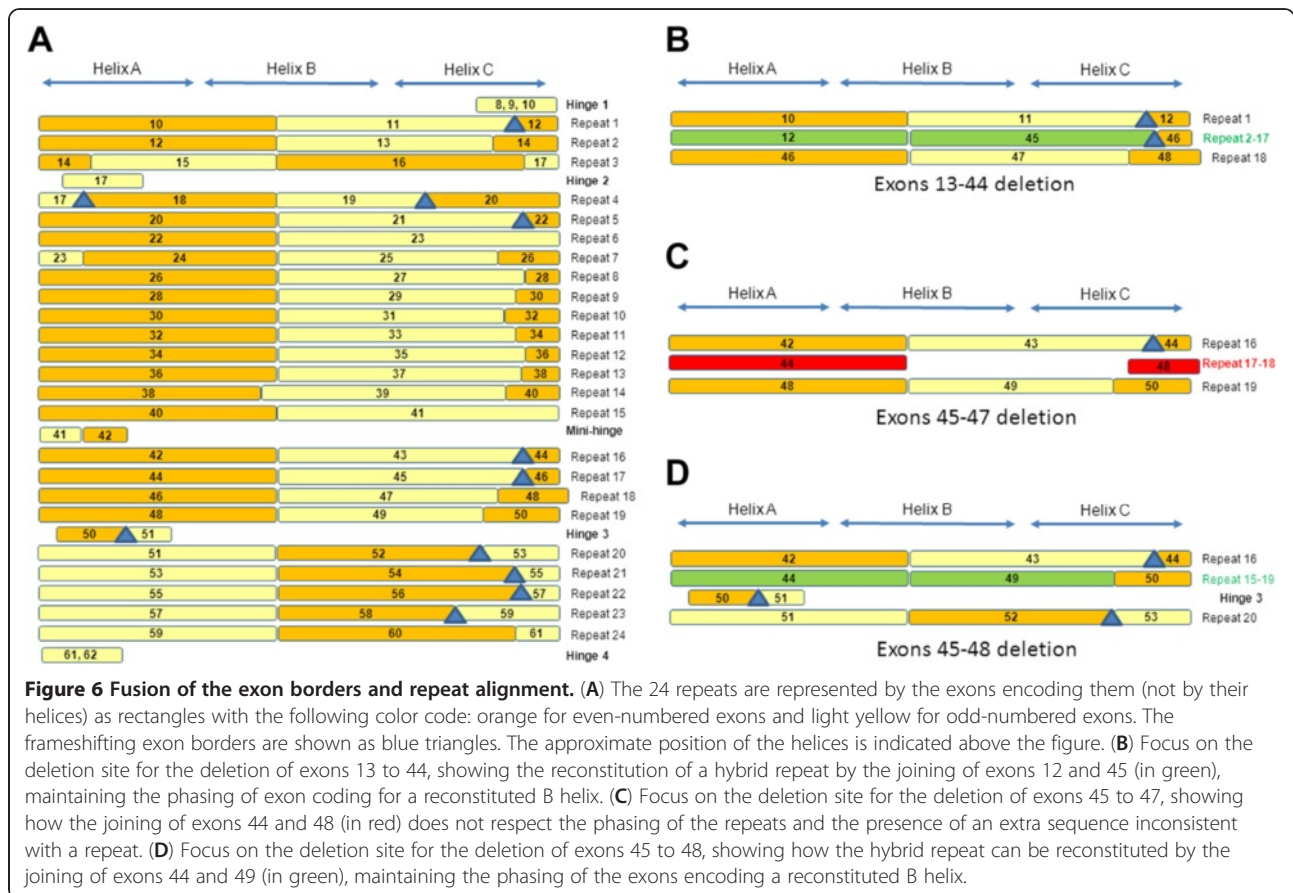 A
Helix A Helix B Helix C
8, 9, 10 Hinge 1
10 11 12 Repeat 1
12 13 14 Repeat 2
14 15 16 17 Repeat 3
17 Hinge 2
17 18 19 20 Repeat 4
20 21 22 Repeat 5
22 23 Repeat 6
23 24 25 26 Repeat 7
26 27 28 Repeat 8
28 29 30 Repeat 9
30 31 32 Repeat 10
32 33 34 Repeat 11
34 35 36 Repeat 12
36 37 38 Repeat 13
38 39 40 Repeat 14
40 41 Repeat 15
41 42 Mini-hinge
42 43 44 Repeat 16
44 45 46 Repeat 17
46 47 48 Repeat 18
48 49 50 Repeat 19
50 51 Hinge 3
51 52 53 Repeat 20
53 54 55 Repeat 21
55 56 57 Repeat 22
57 58 59 Repeat 23
59 60 61 Repeat 24
61, 62 Hinge 4
B
Helix A Helix B Helix C
10 11 12 Repeat 1
12 45 46 Repeat 2-17
46 47 48 Repeat 18
Exons 13-44 deletion
C
Helix A Helix B Helix C
42 43 44 Repeat 16
44 48 Repeat 17-18
48 49 50 Repeat 19
Exons 45-47 deletion
D
Helix A Helix B Helix C
42 43 44 Repeat 16
44 49 50 Repeat 15-19
50 51 Hinge 3
51 52 53 Repeat 20
Exons 45-48 deletion
Figure 6 Fusion of the exon borders and repeat alignment. (A) The 24 repeats are represented by the exons encoding them (not by their
helices) as rectangles with the following color code: orange for even-numbered exons and light yellow for odd-numbered exons. The
frameshifting exon borders are shown as blue triangles. The approximate position of the helices is indicated above the figure. (B) Focus on the
deletion site for the deletion of exons 13 to 44, showing the reconstitution of a hybrid repeat by the joining of exons 12 and 45 (in green),
maintaining the phasing of exon coding for a reconstituted B helix. (C) Focus on the deletion site for the deletion of exons 45 to 47, showing
how the joining of exons 44 and 48 (in red) does not respect the phasing of the repeats and the presence of an extra sequence inconsistent
with a repeat. (D) Focus on the deletion site for the deletion of exons 45 to 48, showing how the hybrid repeat can be reconstituted by the
joining of exons 44 and 49 (in green), maintaining the phasing of the exons encoding a reconstituted B helix.